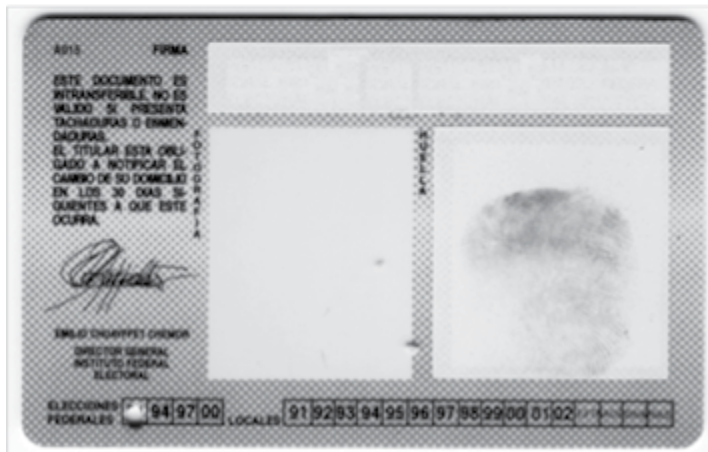 A015 FIRMA
ESTE DOCUMENTO ES
INTRANSFERIBLE, NO ES
VALIDO SI PRESENTA
TACHADURAS O ENMEN-
DADURAS.
EL TITULAR ESTA OBLI-
GADO A NOTIFICAR EL
CAMBIO DE SU DOMICILIO
EN LOS 30 DIAS SI-
GUIENTES A QUE ESTE
OCURRA.
FOTOGRAFIA
HUELLA
EMILIO CHUAYFFET CHEMOR
DIRECTOR GENERAL
INSTITUTO FEDERAL
ELECTORAL
ELECCIONES
FEDERALES 94 97 00 LOCALES 91 92 93 94 95 96 97 98 99 00 01 02